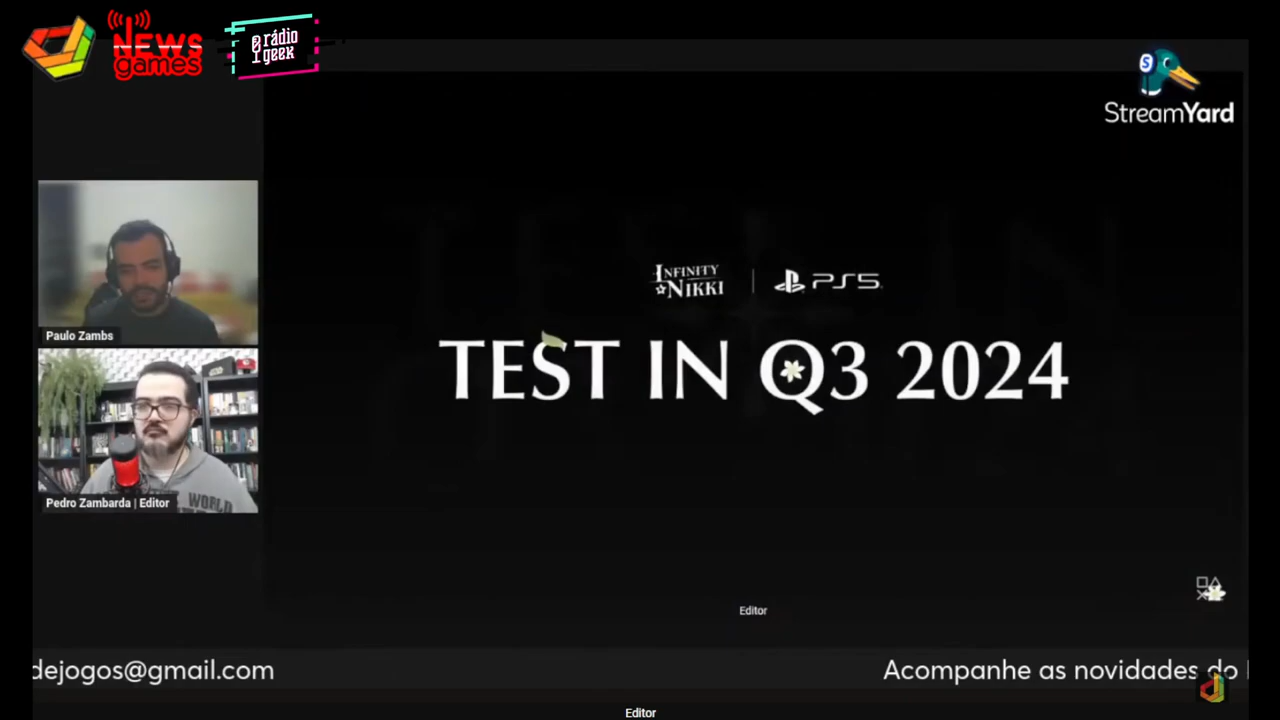 NEWS
games
rádio
geek
StreamYard
INFINITY
NIKKI
PS5
TEST IN Q3 2024
Paulo Zambs
Pedro Zambarda | Editor
WORLD
Editor
dejogos@gmail.com
Acompanhe as novidades do
Editor